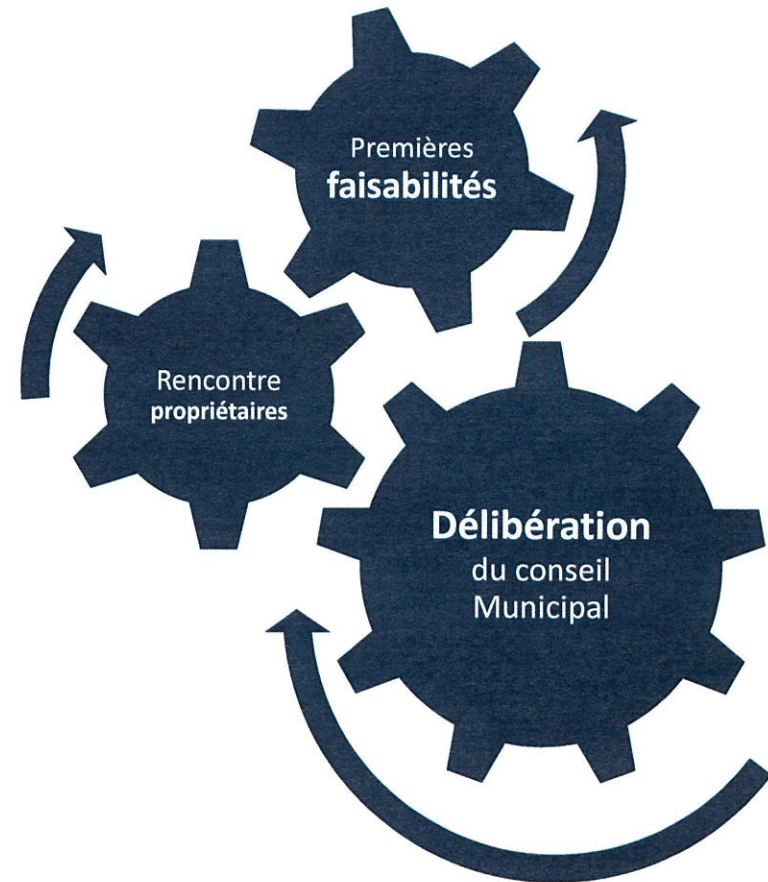 Premières
faisabilités
Rencontre
propriétaires
Délibération
du conseil
Municipal